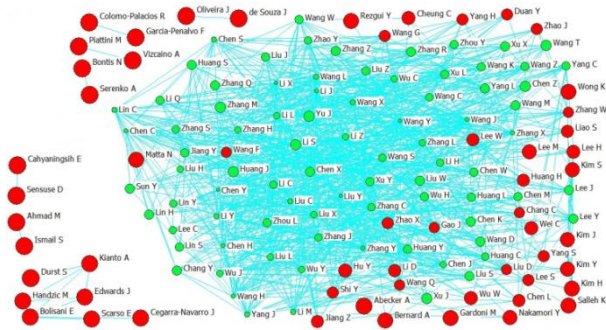 Colomo-Palacios R
Oliveira J
de Souza J
Wang W
Rezgui Y
Cheung C
Yang H
Duan Y
García-Penalvo F
Piattini M
Vizcaino A
Bontis N
Serenko A
Chen S
Liu J
Zhao Y
Zhang Z
Wang G
Zhang R
Zhou Y
Xu X
Zhao J
Wang T
Huang S
Zhang Q
Li X
Wang L
Li J
Liu Z
Wu C
Xu L
Wang K
Wang Z
Yang C
Lin C
Li Q
Zhang M
Li L
Yu J
Wang X
Wang C
Yang L
Chen Z
Wong K
Wang M
Zhang W
Chen C
Zhang S
Zhang H
Li S
Li Z
Zhang L
Wang J
Zhang X
Liao S
Lee W
Lee M
Lee H
Matta N
Jiang Y
Wang F
Wang Y
Wang S
Li H
Kim S
Cahyaningsih E
Sensuse D
Ahmad M
Ismail S
Liu H
Huang J
Chen X
Chen W
Sun Y
Chen Y
Li C
Xu Y
Liu W
Lee J
Lin Y
Liu Y
Wu H
Huang L
Chen M
Lin H
Li Y
Liu X
Zhang C
Chang C
Lee Y
Lee C
Zhou L
Zhao X
Gao J
Chen K
Wei C
Lin S
Chen H
Zhang J
Zhang Y
Huang Y
Wang D
Kim J
Kianto A
Durst S
Handzic M
Edwards J
Bolisani E
Scarso E
Cegarra-Navarro J
Chang Y
Wu J
Wu Y
Hu Y
Li D
Chen J
Huang C
Yang S
Liu S
Liu D
Lee S
Kim Y
Kim H
Wang H
Shi Y
Wang Q
Abecker A
Xu J
Wu W
Chen L
Salleh K
Yang J
Li M
Jiang Z
Bernard A
Gardoni M
Nakamori Y